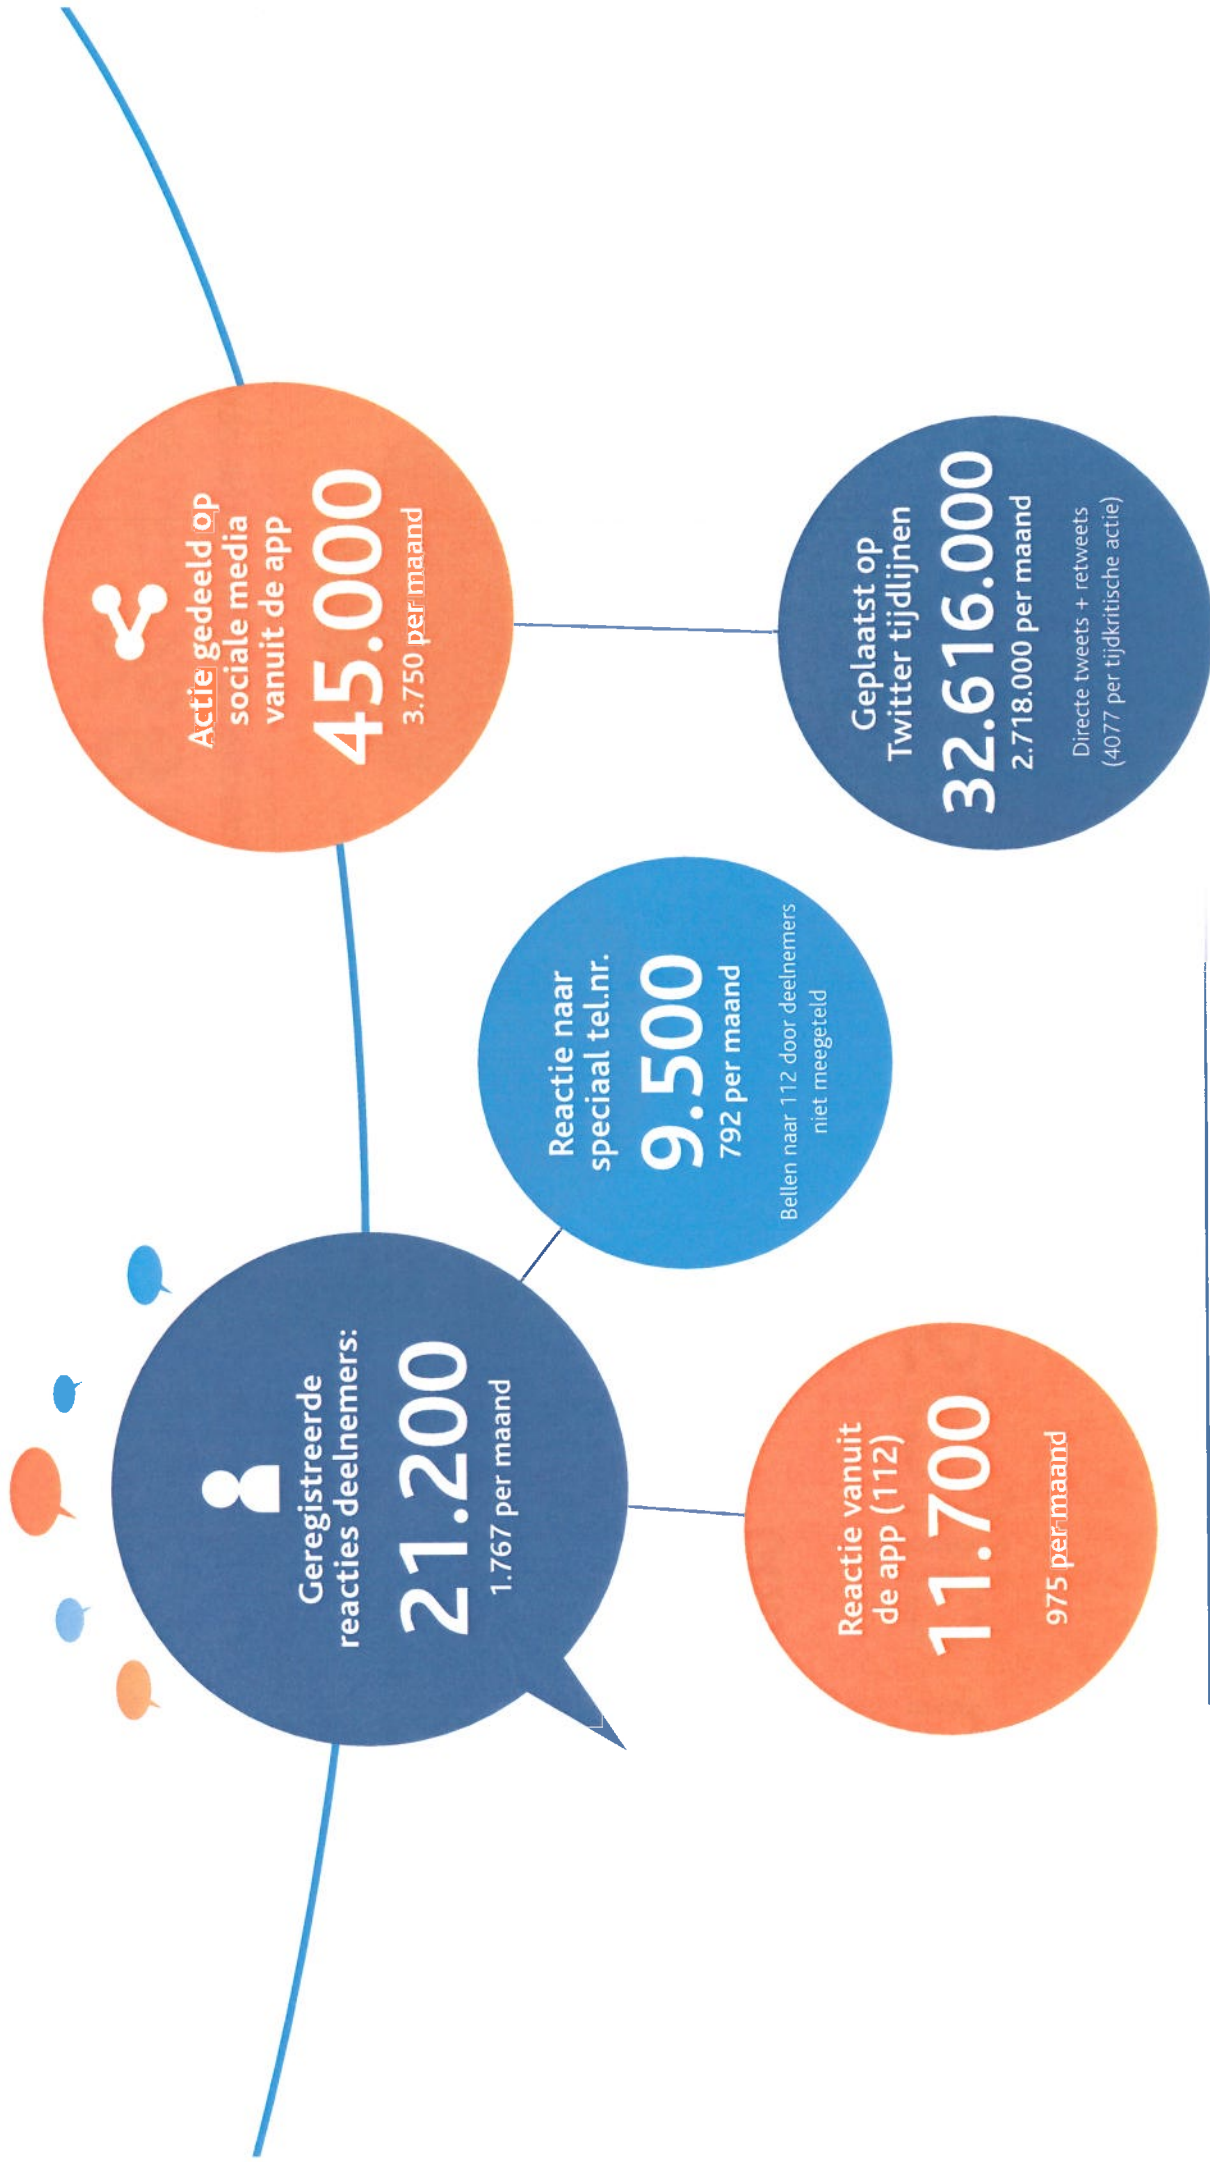 Geregistreerde
reacties deelnemers:
21.200
1.767 per maand
Reactie vanuit
de app (112)
11.700
975 per maand
Reactie naar
speciaal tel.nr.
9.500
792 per maand
Bellen naar 112 door deelnemers
niet meegeteld
Actie gedeeld op
sociale media
vanuit de app
45.000
3.750 per maand
Geplaatst op
Twitter tijdlijnen
32.616.000
2.718.000 per maand
Directe tweets + retweets
(4077 per tijdkritische actie)